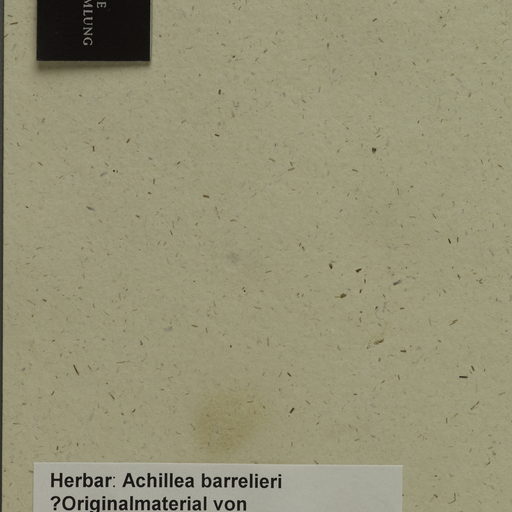 E
MLUNG
Herbar: Achillea barrelieri
?Originalmaterial von